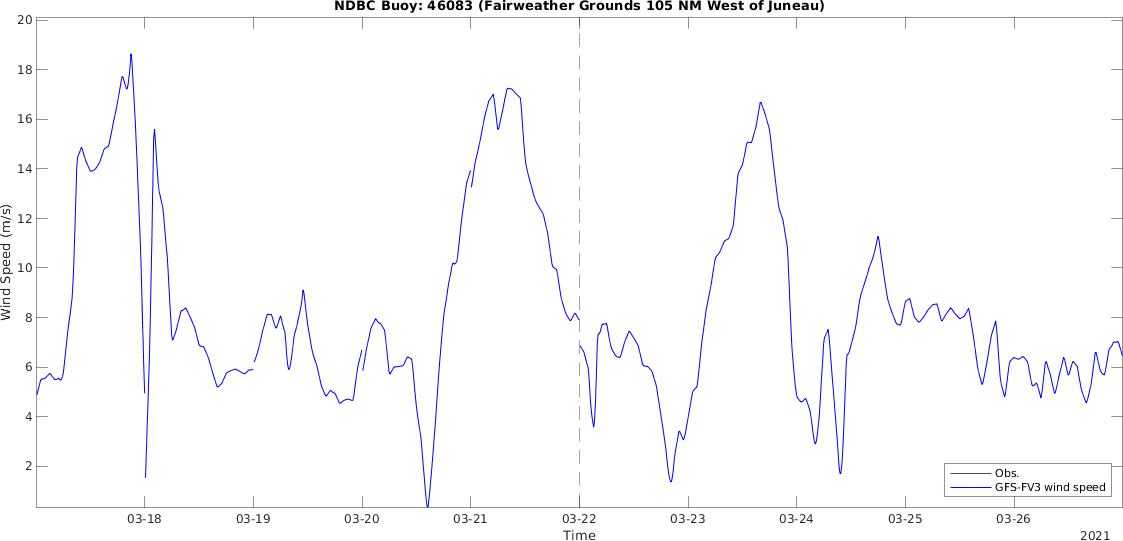 NDBC Buoy: 46083 (Fairweather Grounds 105 NM West of Juneau)
20
18
16
14
12
10
8
6
4
2
Wind Speed (m/s)
Obs.
GFS-FV3 wind speed
03-18 03-19 03-20 03-21 03-22 03-23 03-24 03-25 03-26
Time
2021